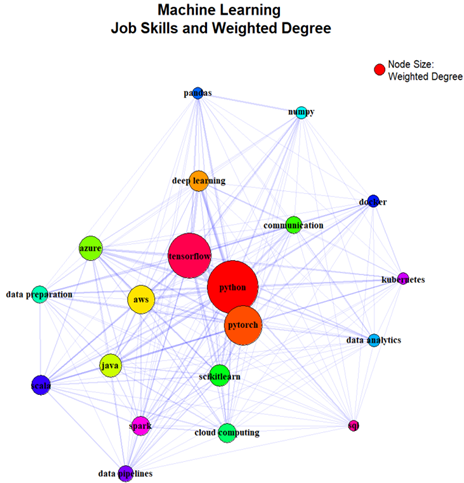 Machine Learning
Job Skills and Weighted Degree
Node Size:
Weighted Degree
pandas
numpy
deep learning
docker
communication
azure
tensorflow
kubernetes
python
data preparation
aws
pytorch
data analytics
java
scikitlearn
scala
spark
cloud computing
sql
data pipelines